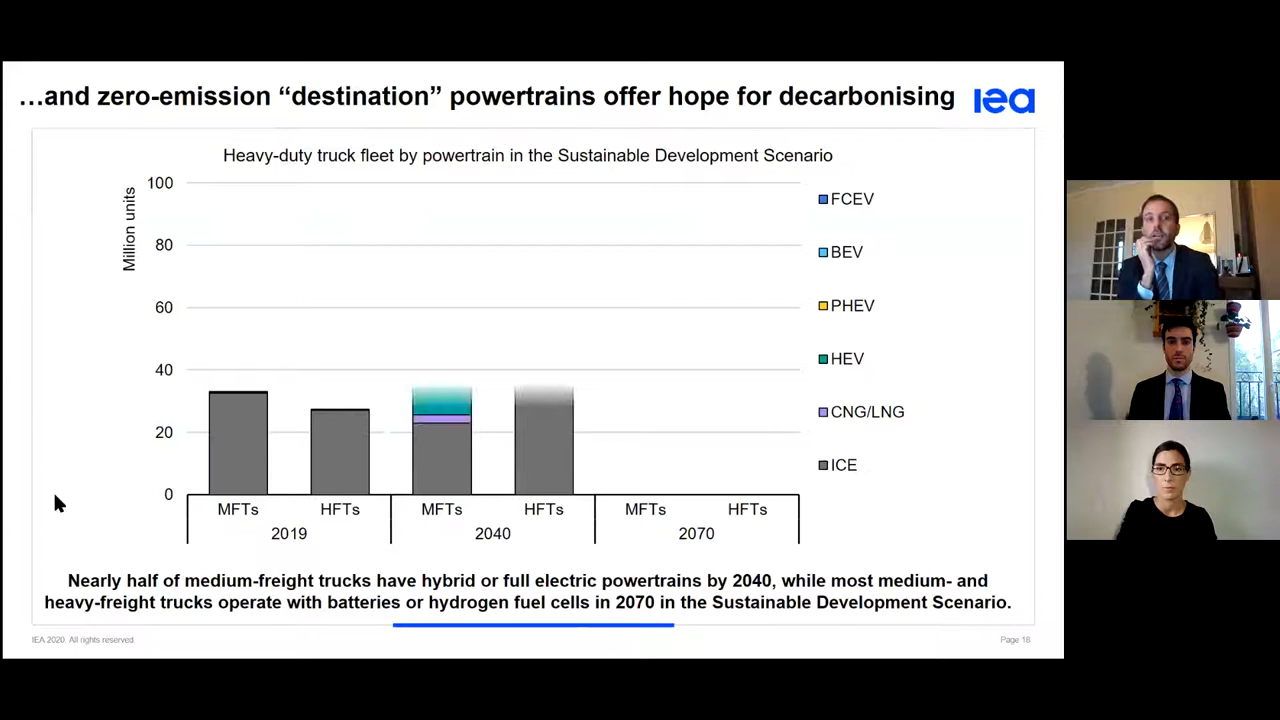 …and zero-emission “destination” powertrains offer hope for decarbonising
iea
Heavy-duty truck fleet by powertrain in the Sustainable Development Scenario
Million units
100
80
60
40
20
0
FCEV
BEV
PHEV
HEV
CNG/LNG
ICE
MFTs HFTs MFTs HFTs MFTs HFTs
2019 2040 2070
Nearly half of medium-freight trucks have hybrid or full electric powertrains by 2040, while most medium- and
heavy-freight trucks operate with batteries or hydrogen fuel cells in 2070 in the Sustainable Development Scenario.
IEA 2020. All rights reserved. Page 18